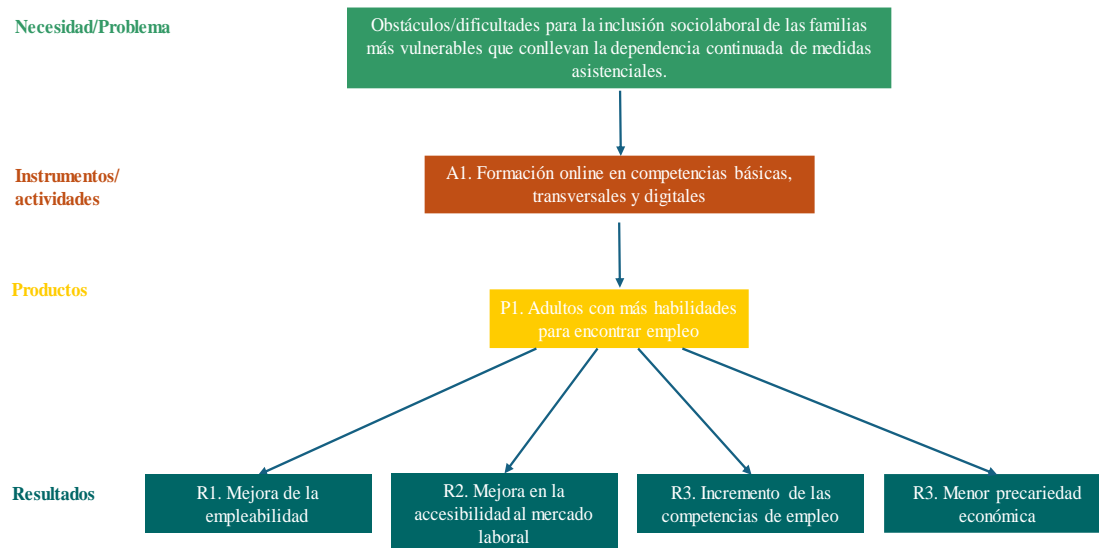 Necesidad/Problema
Obstáculos/dificultades para la inclusión sociolaboral de las familias
más vulnerables que conllevan la dependencia continuada de medidas
asistenciales.
Instrumentos/
actividades
A1. Formación online en competencias básicas,
transversales y digitales
Productos
P1. Adultos con más habilidades
para encontrar empleo
Resultados
R1. Mejora de la
empleabilidad
R2. Mejora en la
accesibilidad al mercado
laboral
R3. Incremento de las
competencias de empleo
R3. Menor precariedad
económica